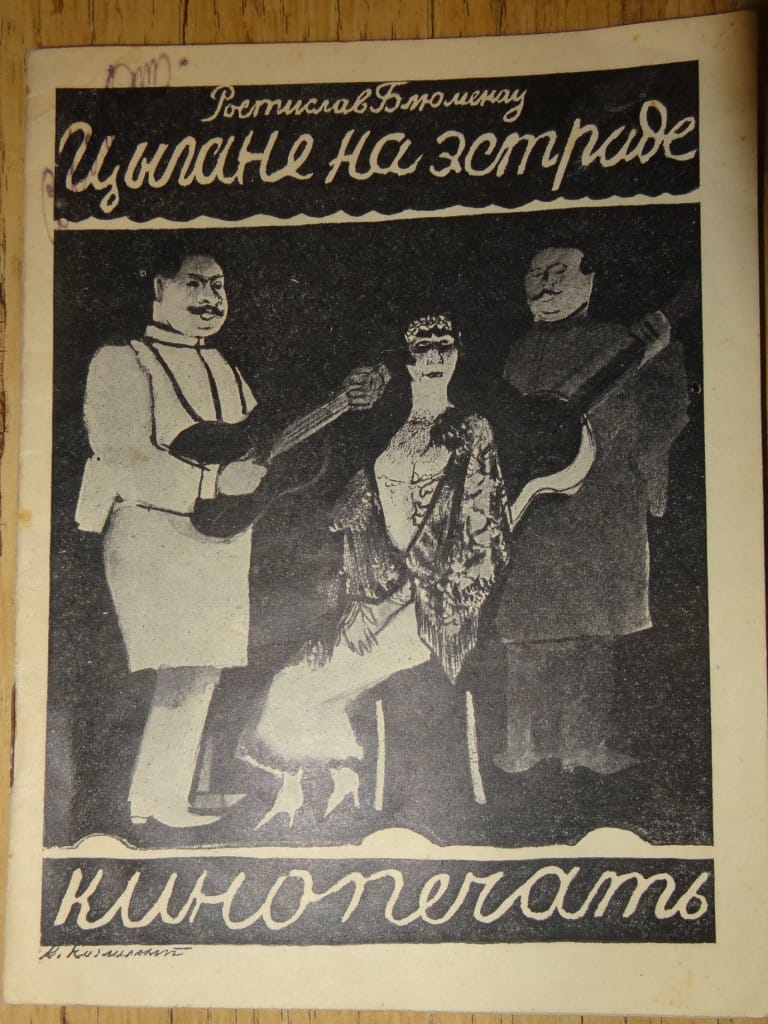 Ростислав Блюменау
Цыгане на эстраде
кинопечать